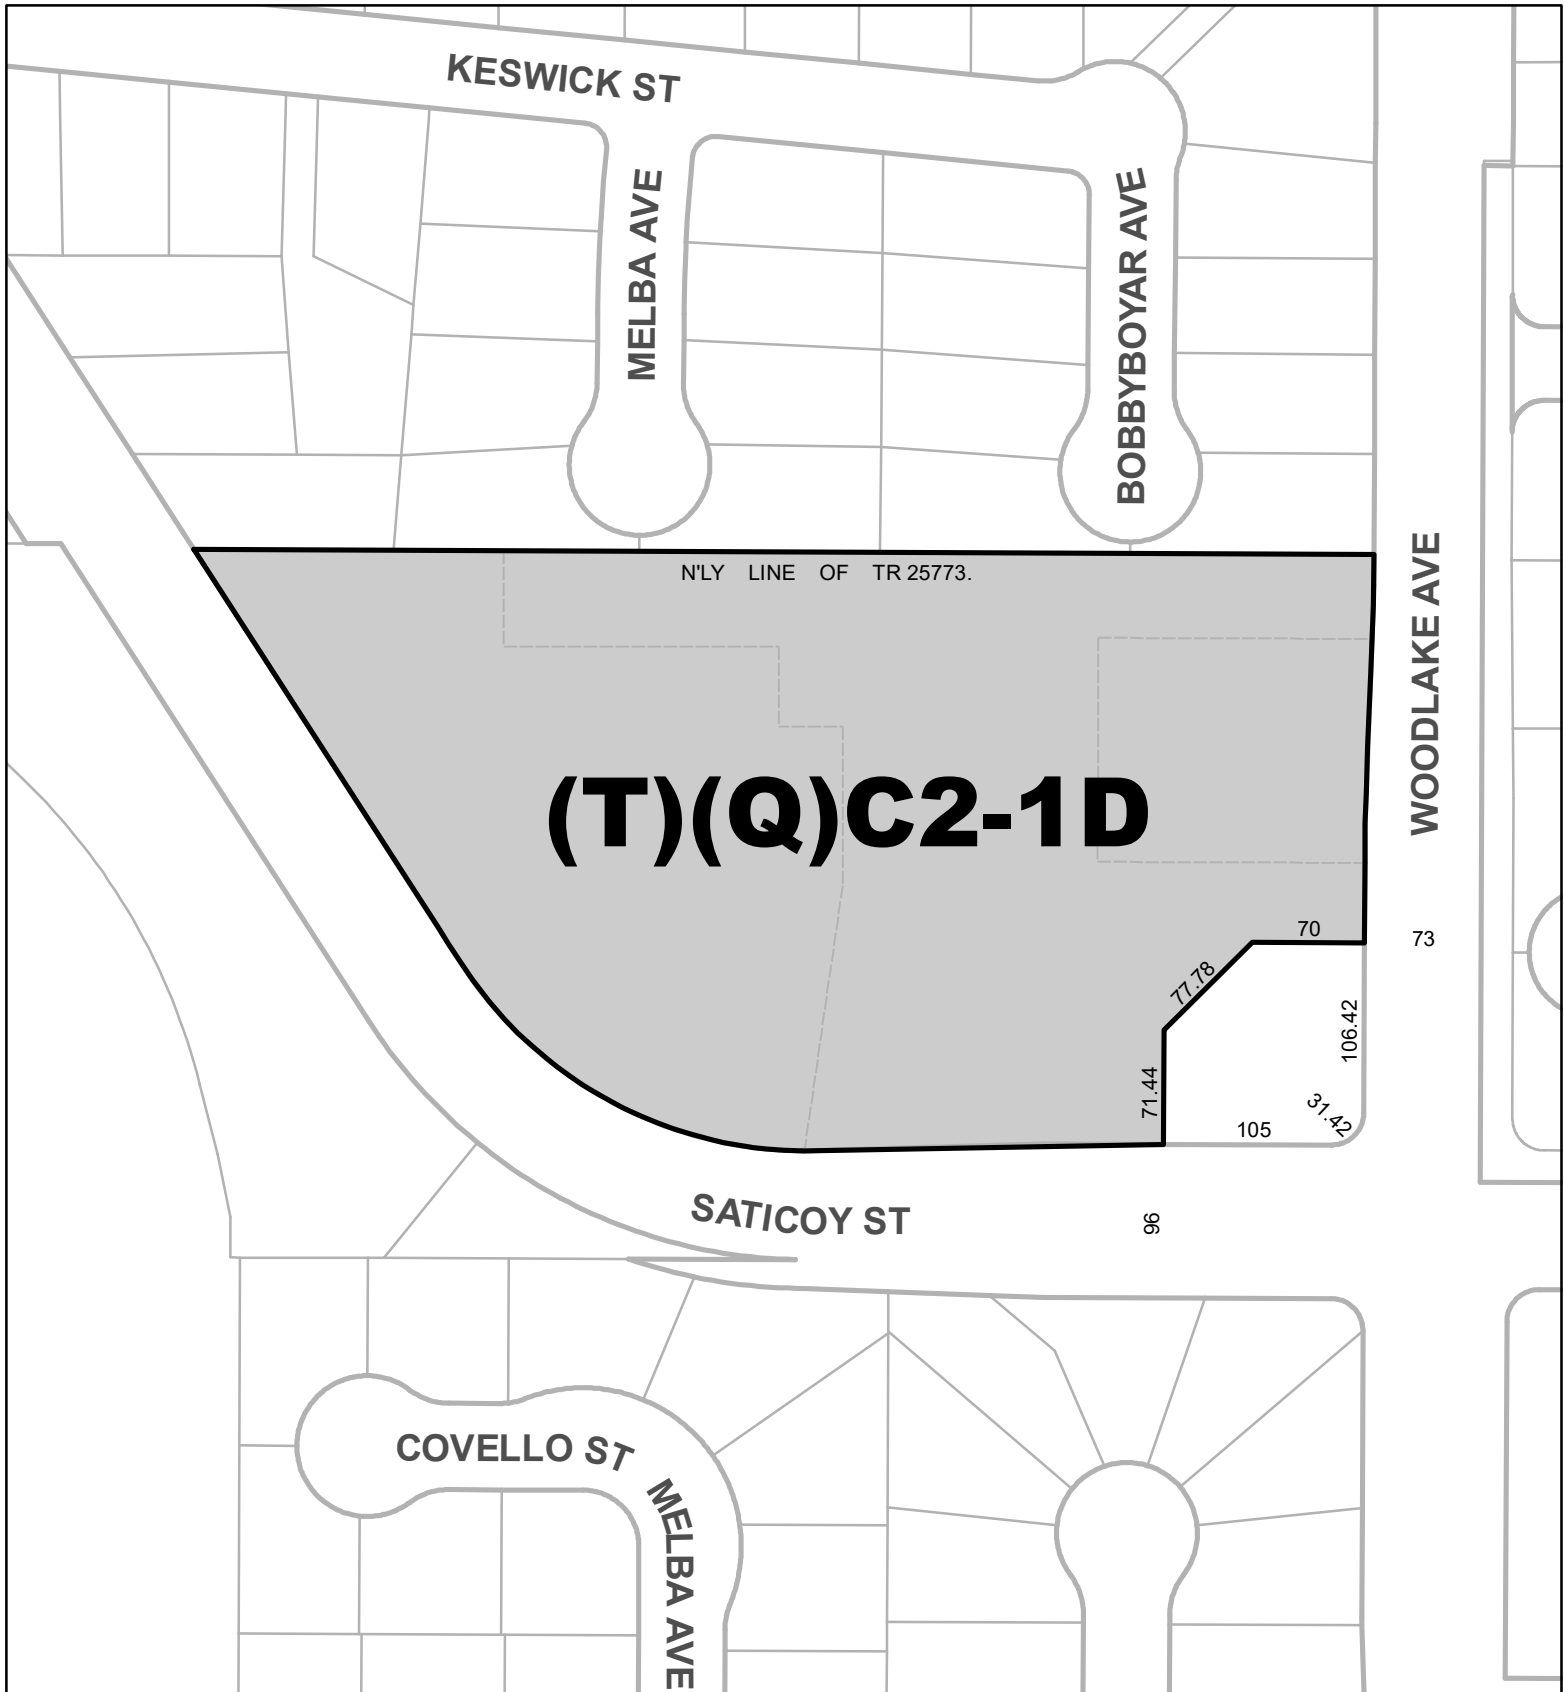 KESWICK ST
MELBA AVE
BOBBYBOYAR AVE
N'LY LINE OF TR 25773.
WOODLAKE AVE
(T)(Q)C2-1D
70
73
77.78
106.42
71.44
31.42
105
SATICOY ST
96
COVELLO ST
MELBA AVE